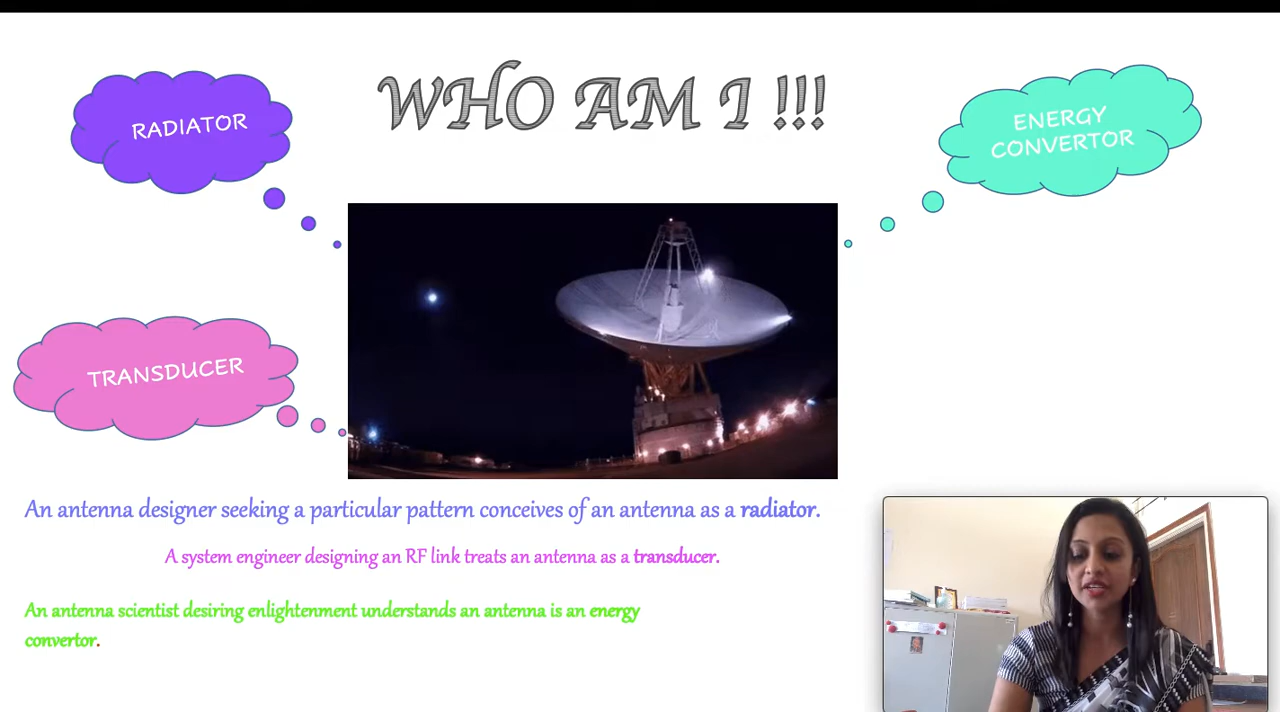 WHO AM I !!!
RADIATOR
ENERGY
CONVERTOR
TRANSDUCER
An antenna designer seeking a particular pattern conceives of an antenna as a radiator.
A system engineer designing an RF link treats an antenna as a transducer.
An antenna scientist desiring enlightenment understands an antenna is an energy
convertor.